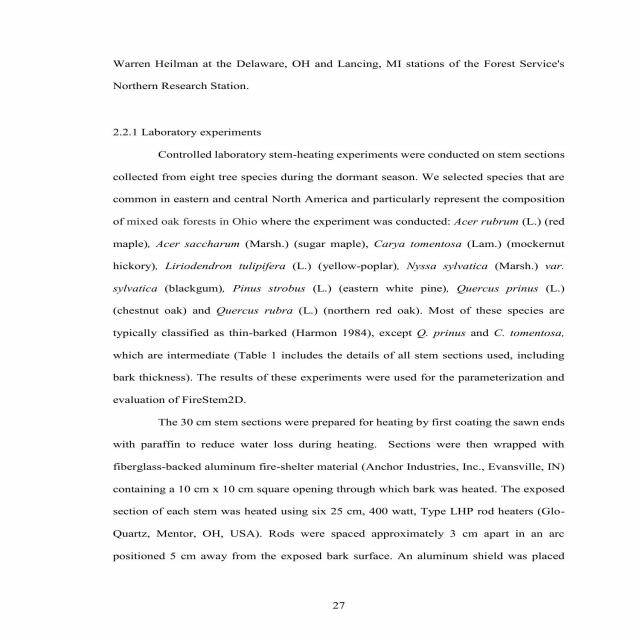 Warren Heilman at the Delaware, OH and Lancing, MI stations of the Forest Service's
Northern Research Station.
2.2.1 Laboratory experiments
Controlled laboratory stem-heating experiments were conducted on stem sections
collected from eight tree species during the dormant season. We selected species that are
common in eastern and central North America and particularly represent the composition
of mixed oak forests in Ohio where the experiment was conducted: Acer rubrum (L.) (red
maple), Acer saccharum (Marsh.) (sugar maple), Carya tomentosa (Lam.) (mockernut
hickory), Liriodendron tulipifera (L.) (yellow-poplar), Nyssa sylvatica (Marsh.) var.
sylvatica (blackgum), Pinus strobus (L.) (eastern white pine), Quercus prinus (L.)
(chestnut oak) and Quercus rubra (L.) (northern red oak). Most of these species are
typically classified as thin-barked (Harmon 1984), except Q. prinus and C. tomentosa,
which are intermediate (Table 1 includes the details of all stem sections used, including
bark thickness). The results of these experiments were used for the parameterization and
evaluation of FireStem2D.
The 30 cm stem sections were prepared for heating by first coating the sawn ends
with paraffin to reduce water loss during heating. Sections were then wrapped with
fiberglass-backed aluminum fire-shelter material (Anchor Industries, Inc., Evansville, IN)
containing a 10 cm x 10 cm square opening through which bark was heated. The exposed
section of each stem was heated using six 25 cm, 400 watt, Type LHP rod heaters (Glo-
Quartz, Mentor, OH, USA). Rods were spaced approximately 3 cm apart in an arc
positioned 5 cm away from the exposed bark surface. An aluminum shield was placed
27